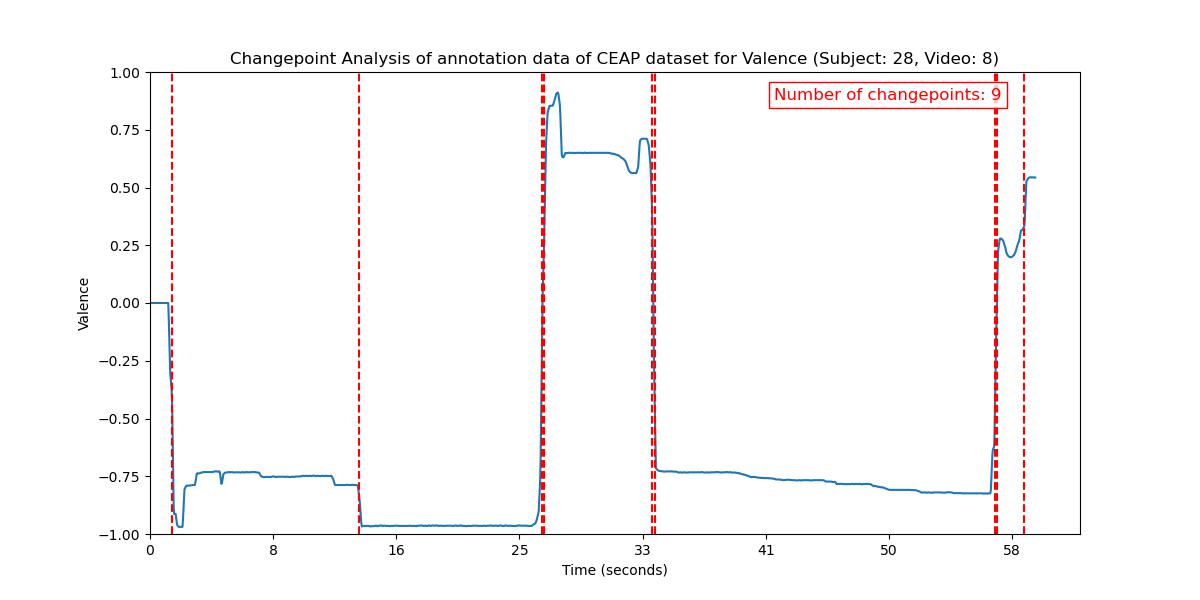 Changepoint Analysis of annotation data of CEAP dataset for Valence (Subject: 28, Video: 8)
Number of changepoints: 9
1.00
0.75
0.50
0.25
0.00
−0.25
−0.50
−0.75
−1.00
Valence
0 8 16 25 33 41 50 58
Time (seconds)